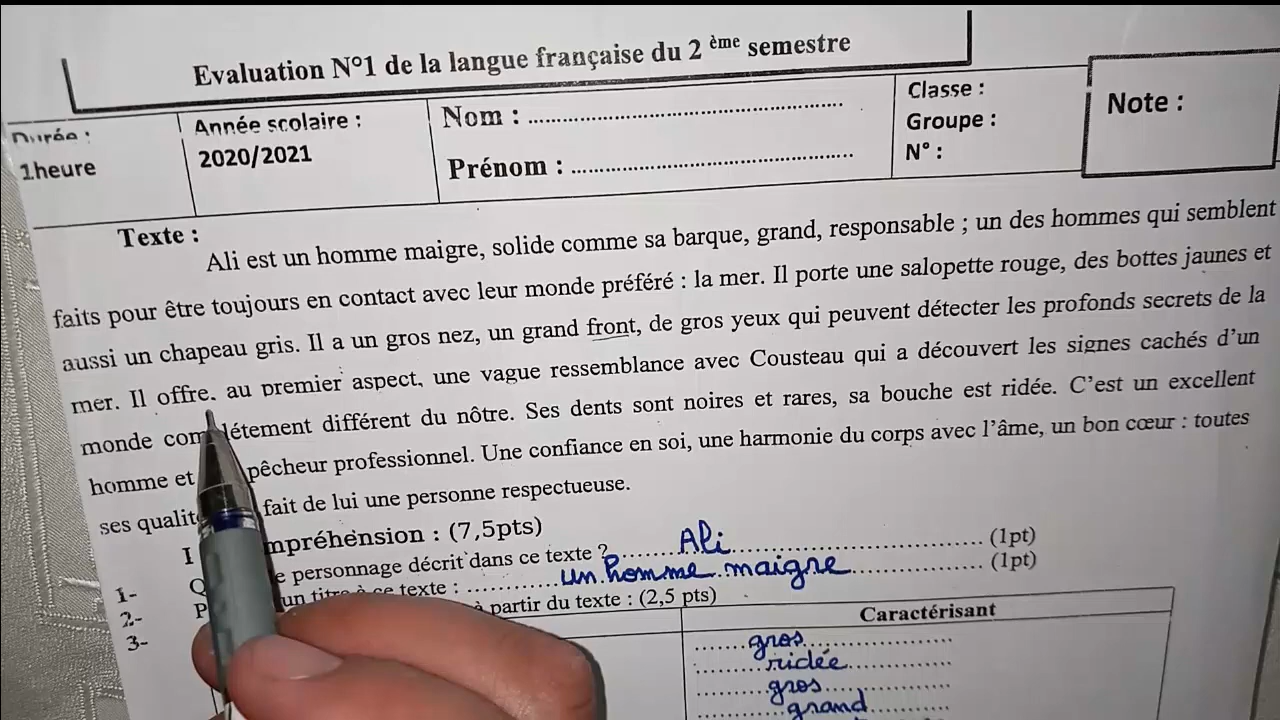 Evaluation N°1 de la langue française du 2 ème semestre
Durée :
1heure
Année scolaire :
2020/2021
Nom : ...............................................
Prénom : ...............................................
Classe :
Groupe :
N° :
Note :
Texte :
Ali est un homme maigre, solide comme sa barque, grand, responsable ; un des hommes qui semblent
faits pour être toujours en contact avec leur monde préféré : la mer. Il porte une salopette rouge, des bottes jaunes et
aussi un chapeau gris. Il a un gros nez, un grand front, de gros yeux qui peuvent détecter les profonds secrets de la
mer. Il offre, au premier aspect, une vague ressemblance avec Cousteau qui a découvert les signes cachés d'un
monde com létement différent du nôtre. Ses dents sont noires et rares, sa bouche est ridée. C'est un excellent
homme et pêcheur professionnel. Une confiance en soi, une harmonie du corps avec l'âme, un bon cœur : toutes
ses qualit fait de lui une personne respectueuse.
I mpréhension : (7,5pts)
1- Q e personnage décrit dans ce texte ? ........Ali.................................. (1pt)
2- P un titre à ce texte : ...........un homme maigre................. (1pt)
3- à partir du texte : (2,5 pts)
Caractérisant
.......gros....................
.........ridée..................
.........gros...................
...........grand...........